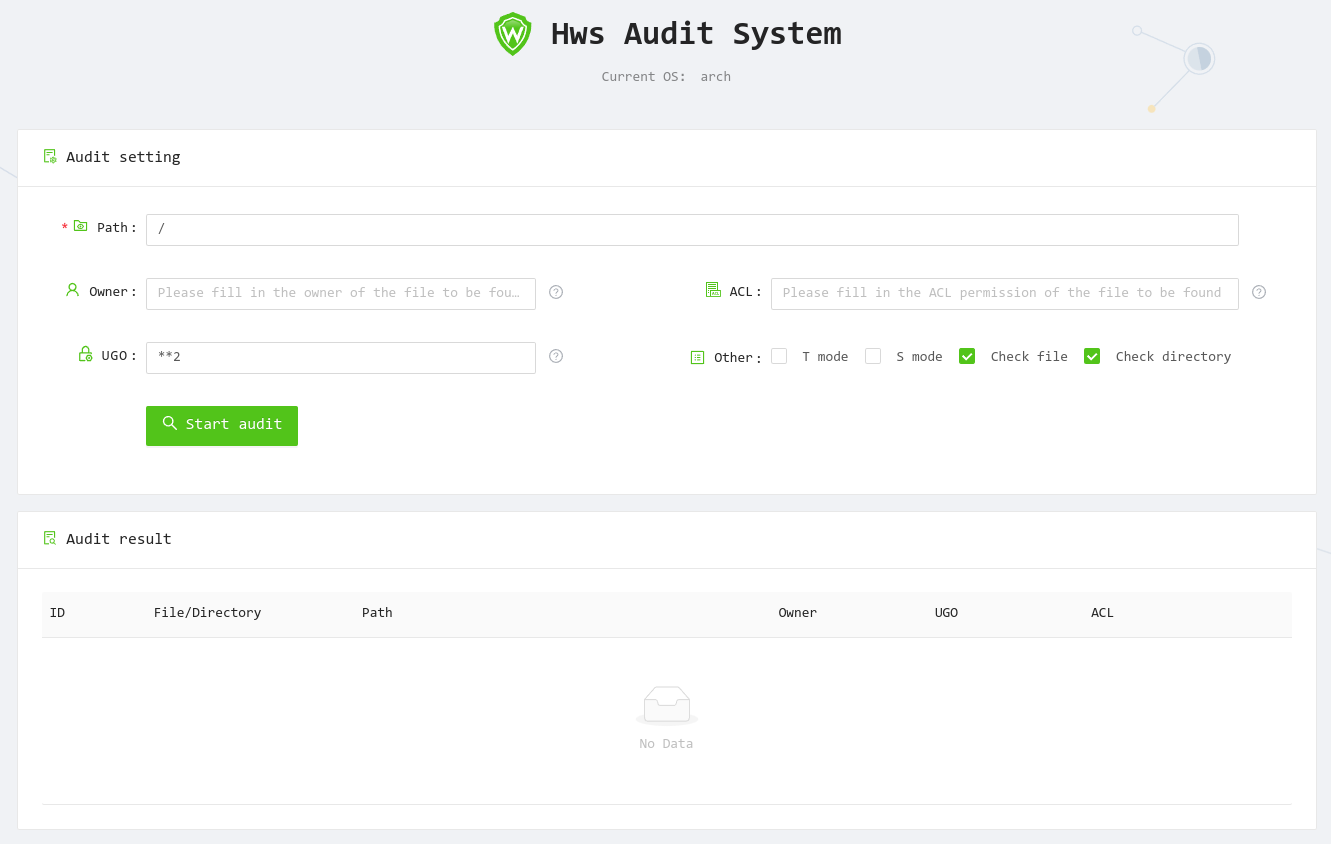 Hws Audit System
Current OS: arch
Audit setting
* Path: /
Owner: Please fill in the owner of the file to be fou…
ACL: Please fill in the ACL permission of the file to be found
UGO: **2
Other: T mode S mode Check file Check directory
Start audit
Audit result
ID File/Directory Path Owner UGO ACL
No Data